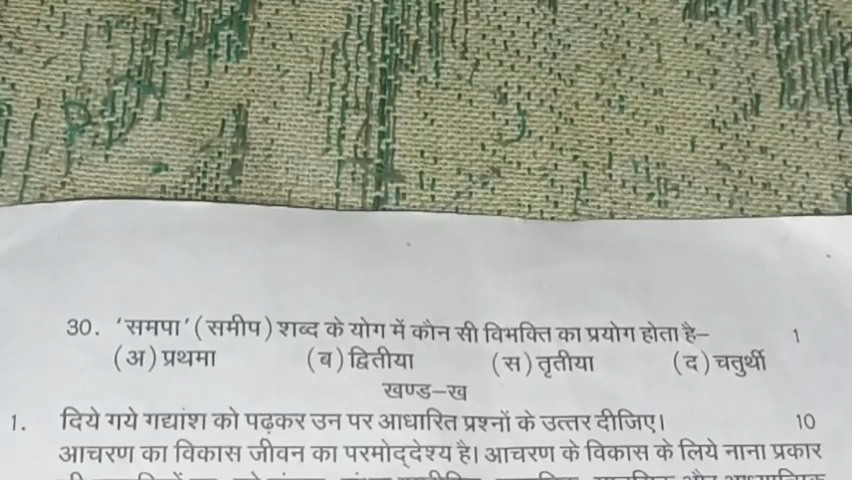 30. 'समपा' (समीप) शब्द के योग में कौन सी विभक्ति का प्रयोग होता है– 1
(अ) प्रथमा (ब) द्वितीया (स) तृतीया (द) चतुर्थी
खण्ड–ख
1. दिये गये गद्यांश को पढ़कर उन पर आधारित प्रश्नों के उत्तर दीजिए। 10
आचरण का विकास जीवन का परमोद्देश्य है। आचरण के विकास के लिये नाना प्रकार